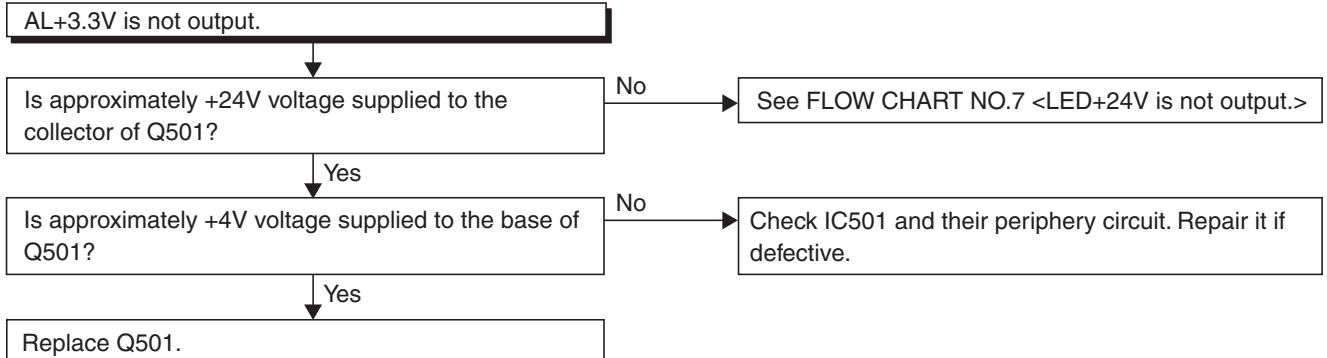 AL+3.3V is not output.
Is approximately +24V voltage supplied to the
collector of Q501?
No
See FLOW CHART NO.7 <LED+24V is not output.>
Yes
Is approximately +4V voltage supplied to the base of
Q501?
No
Check IC501 and their periphery circuit. Repair it if
defective.
Yes
Replace Q501.